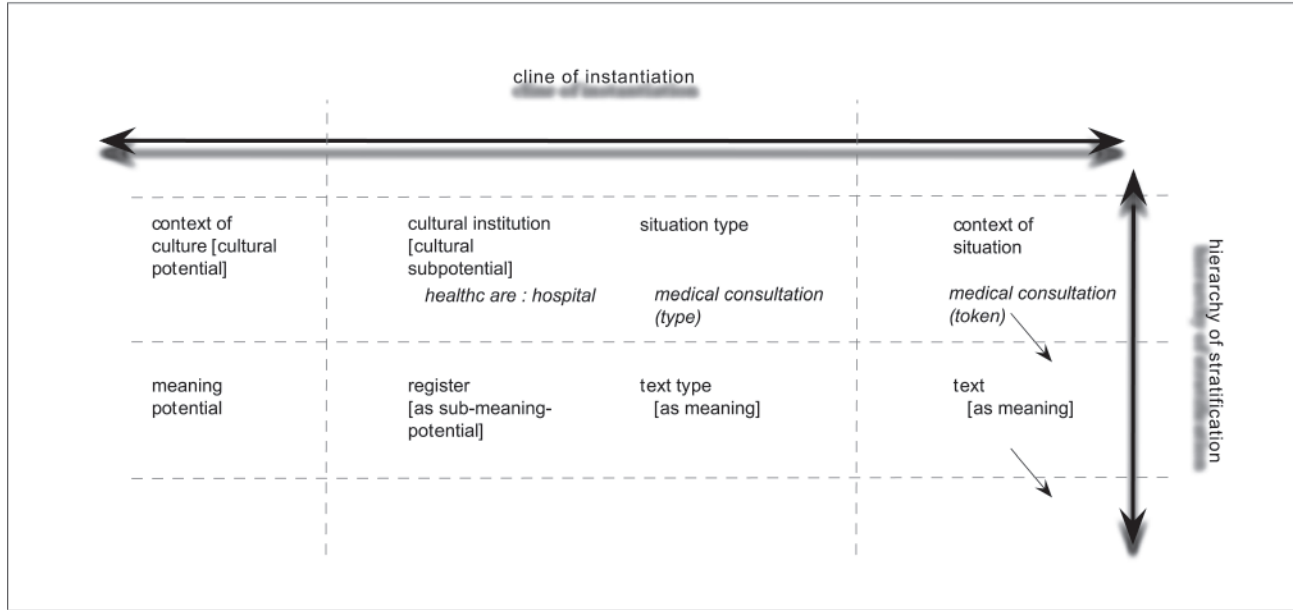 cline of instantiation
context of
culture [cultural
potential]
cultural institution
[cultural
subpotential]
healthc are : hospital
situation type
medical consultation
(type)
context of
situation
medical consultation
(token)
meaning
potential
register
[as sub-meaning-
potential]
text type
[as meaning]
text
[as meaning]
hierarchy of stratification